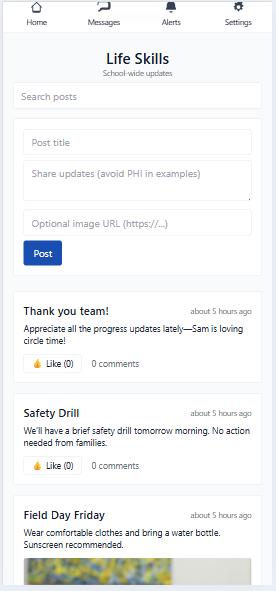 Home Messages Alerts Settings
Life Skills
School-wide updates
Search posts
Post title
Share updates (avoid PHI in examples)
Optional image URL (https://...)
Post
Thank you team! about 5 hours ago
Appreciate all the progress updates lately—Sam is loving
circle time!
👍 Like (0) 0 comments
Safety Drill about 5 hours ago
We'll have a brief safety drill tomorrow morning. No action
needed from families.
👍 Like (0) 0 comments
Field Day Friday about 5 hours ago
Wear comfortable clothes and bring a water bottle.
Sunscreen recommended.